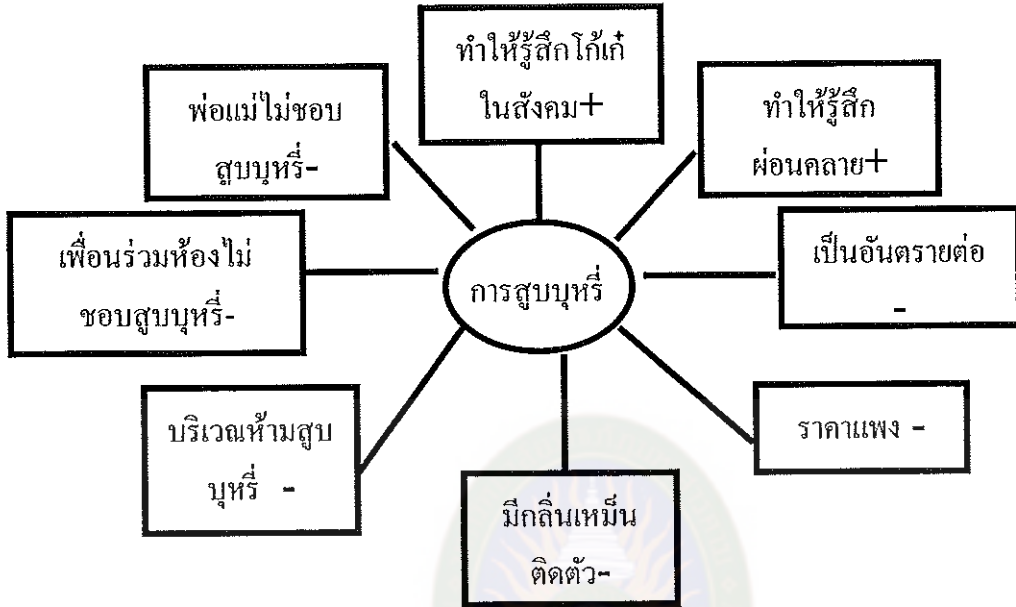 ทำให้รู้สึกโก้เก๋
ในสังคม+
พ่อแม่ไม่ชอบ
สูบบุหรี่-
ทำให้รู้สึก
ผ่อนคลาย+
เพื่อนร่วมห้องไม่
ชอบสูบบุหรี่-
การสูบบุหรี่
เป็นอันตรายต่อ
-
บริเวณห้ามสูบ
บุหรี่ -
ราคาแพง -
มีกลิ่นเหม็น
ติดตัว-